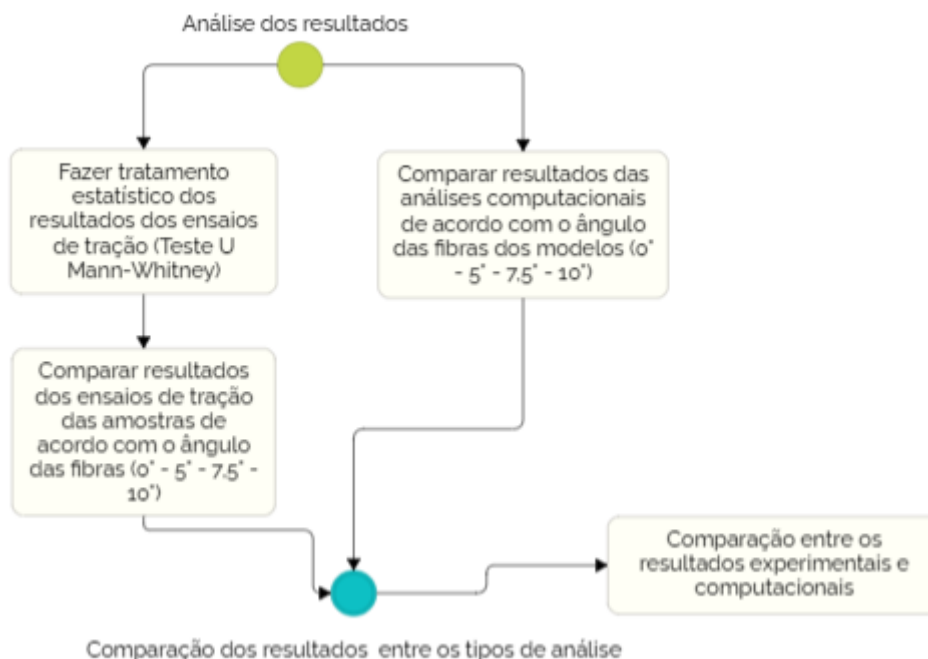 Análise dos resultados
Fazer tratamento
estatístico dos
resultados dos ensaios
de tração (Teste U
Mann-Whitney)
Comparar resultados das
análises computacionais
de acordo com o ângulo
das fibras dos modelos (0°
- 5° - 7,5° - 10°)
Comparar resultados
dos ensaios de tração
das amostras de
acordo com o ângulo
das fibras (0° - 5° - 7,5° -
10°)
Comparação entre os
resultados experimentais e
computacionais
Comparação dos resultados entre os tipos de análise